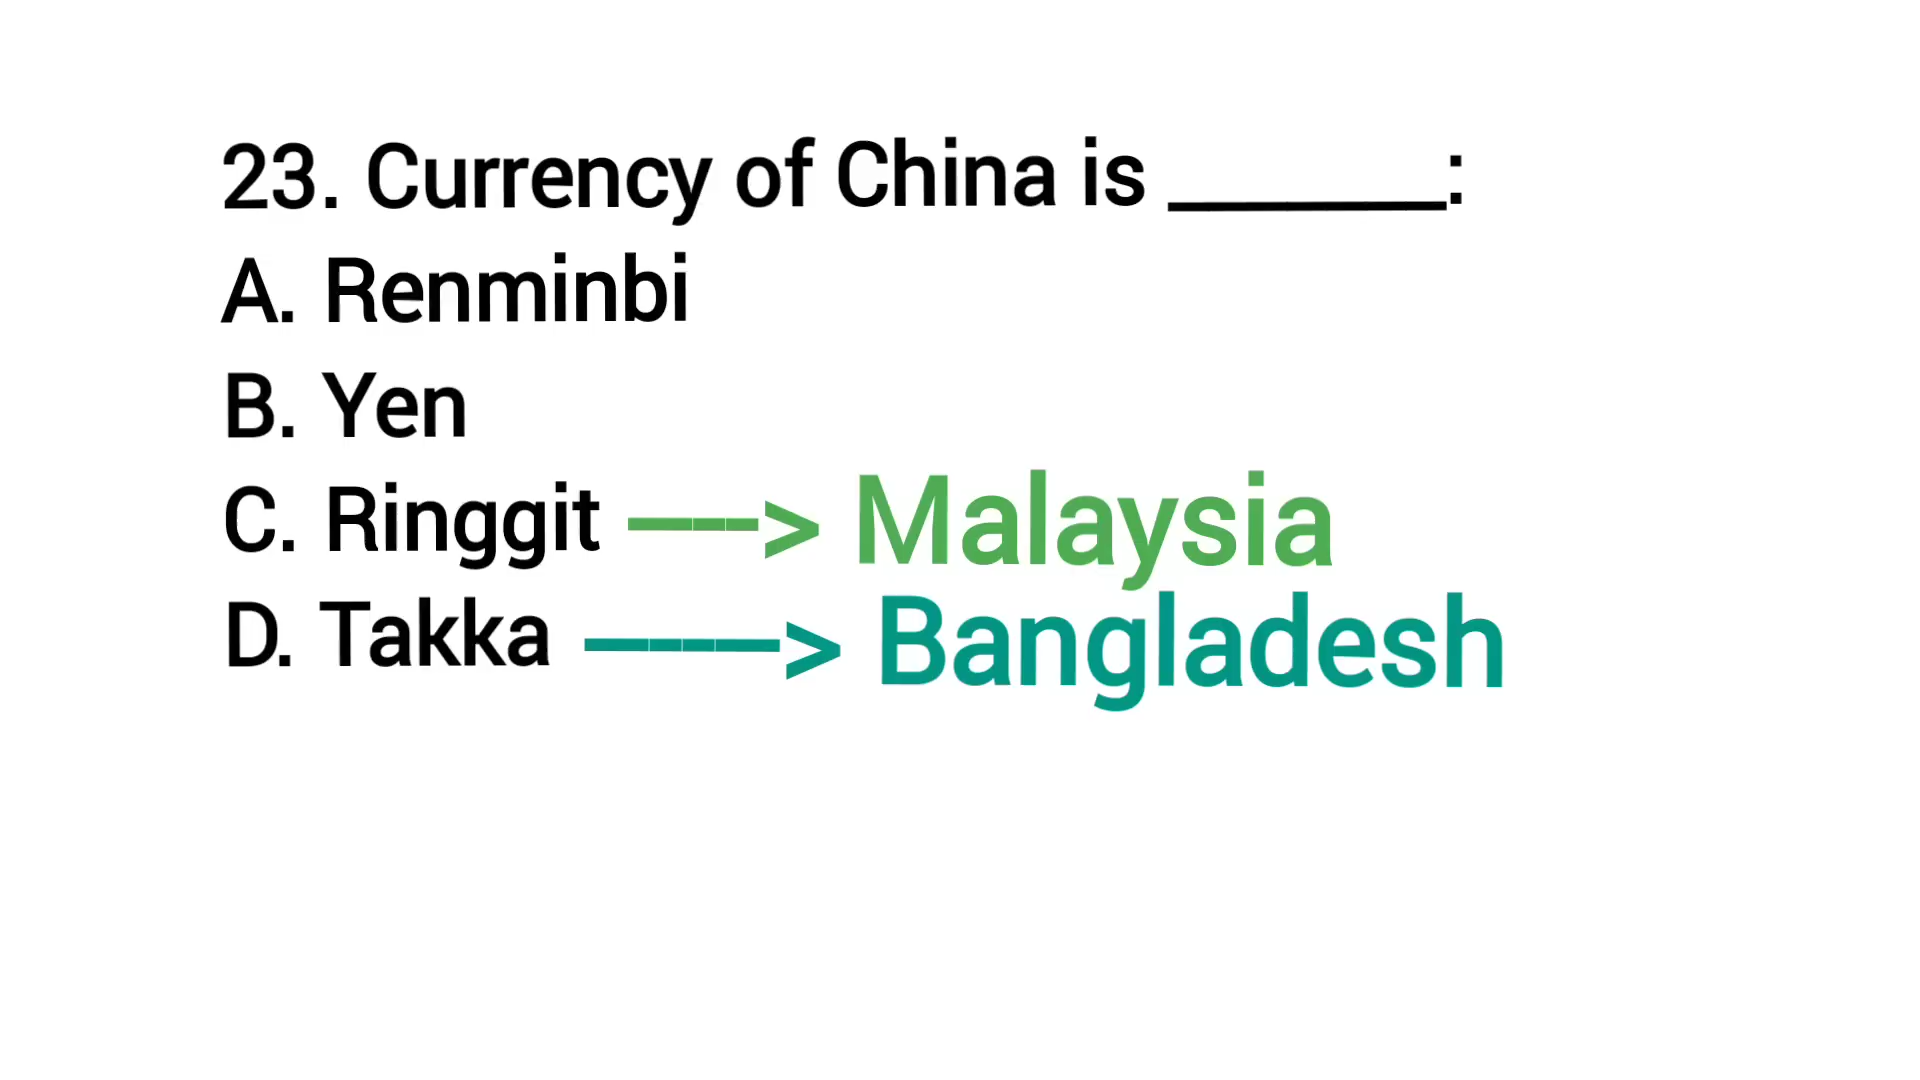 23. Currency of China is ______:
A. Renminbi
B. Yen
C. Ringgit ----> Malaysia
D. Takka -----> Bangladesh